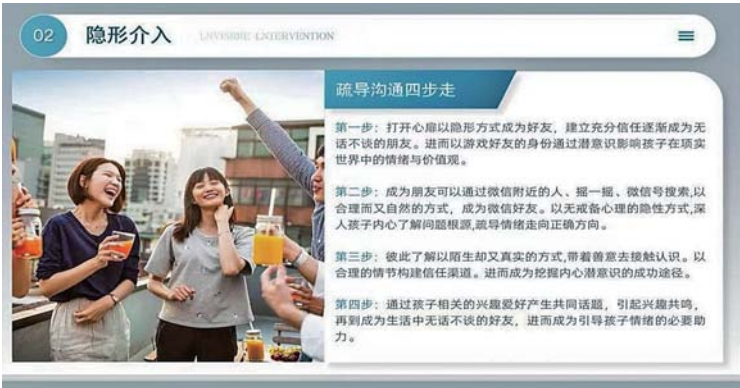 02
隐形介入
INVISIBLE INTERVENTION
疏导沟通四步走
第一步：打开心扉以隐形方式成为好友，建立充分信任逐渐成为无
话不谈的朋友。进而以游戏好友的身份通过潜意识影响孩子在项实
世界中的情绪与价值观。
第二步：成为朋友可以通过微信附近的人、摇一摇、微信号搜索,以
合理而又自然的方式，成为微信好友。以无戒备心理的隐性方式,深
人孩子内心了解问题根源,疏导情绪走向正确方向。
第三步：彼此了解以陌生却又真实的方式,带着善意去接触认识。以
合理的情节构建信任渠道。进而成为挖掘内心潜意识的成功途径。
第四步：通过孩子相关的兴趣爱好产生共同话题，引起兴趣共鸣，
再到成为生活中无话不谈的好友，进而成为引导孩子情绪的必要助
力。